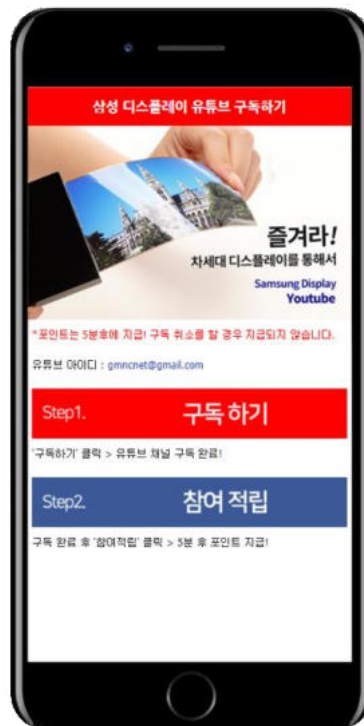 삼성 디스플레이 유튜브 구독하기
즐겨라!
차세대 디스플레이를 통해서
Samsung Display
Youtube
*포인트는 5분후에 지급! 구독 취소를 할 경우 지급되지 않습니다.
유튜브 아이디 : gmncnet@gmail.com
Step1. 구독 하기
'구독하기' 클릭 > 유튜브 채널 구독 완료!
Step2. 참여 적립
구독 완료 후 '참여적립' 클릭 > 5분 후 포인트 지급!